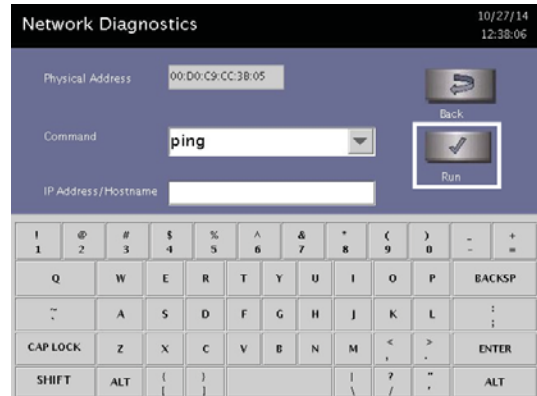 Network Diagnostics
10/27/14
12:38:06
Physical Address
00:D0:C9:CC:3B:05
Back
Command
ping
Run
IP Address/Hostname
! @ # $ % ^ & * ( ) _ +
1 2 3 4 5 6 7 8 9 0 - =
Q W E R T Y U I O P BACKSP
~ A S D F G H J K L :
;
CAP LOCK Z X C V B N M < > ENTER
, .
SHIFT ALT { } | ? " ALT
[ ] \ / '